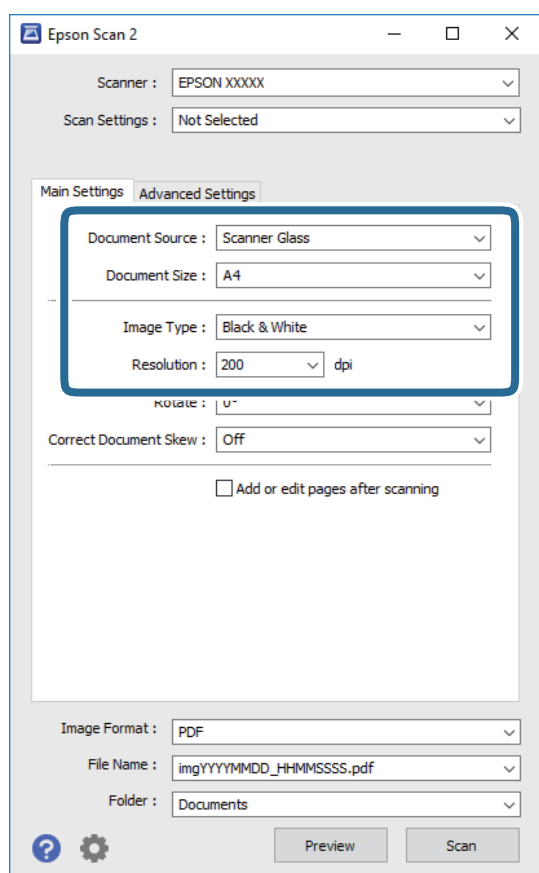 Epson Scan 2
Scanner : EPSON XXXXX
Scan Settings : Not Selected
Main Settings Advanced Settings
Document Source : Scanner Glass
Document Size : A4
Image Type : Black & White
Resolution : 200 dpi
Rotate : 0°
Correct Document Skew : Off
Add or edit pages after scanning
Image Format : PDF
File Name : imgYYYYMMDD_HHMMSSSS.pdf
Folder : Documents
? Preview Scan